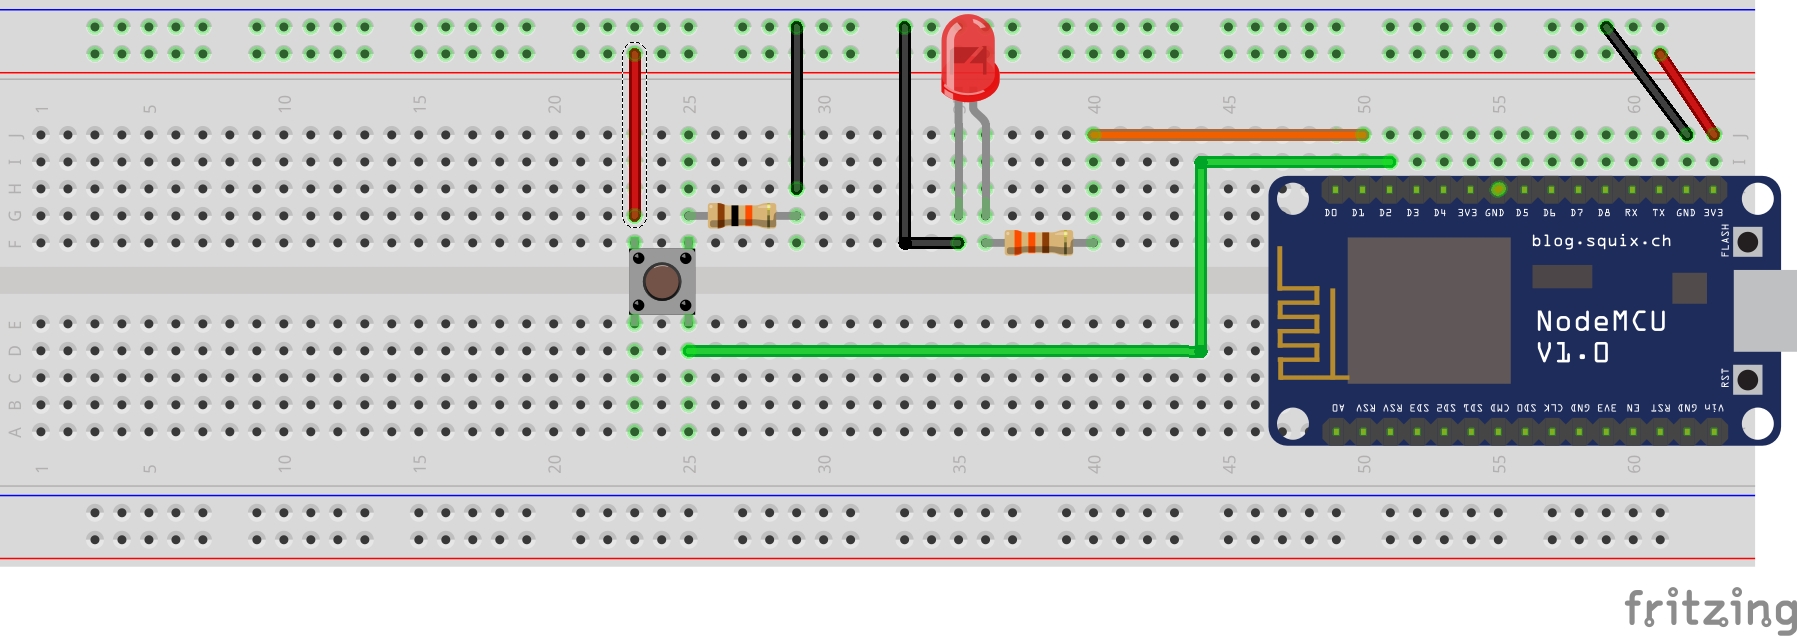 1 5 10 15 20 25 30 35 40 45 50 55 60
J J
I I
H
G
F
D0 D1 D2 D3 D4 3V3 GND D5 D6 D7 D8 RX TX GND 3V3
FLASH
blog.squix.ch
NodeMCU
V1.0
RST
E
D
C
B
A
A0 RSV RSV SD3 SD2 SD1 CMD SD0 CLK GND 3V3 EN RST GND Vin
1 5 10 15 20 25 30 35 40 45 50 55 60
fritzing